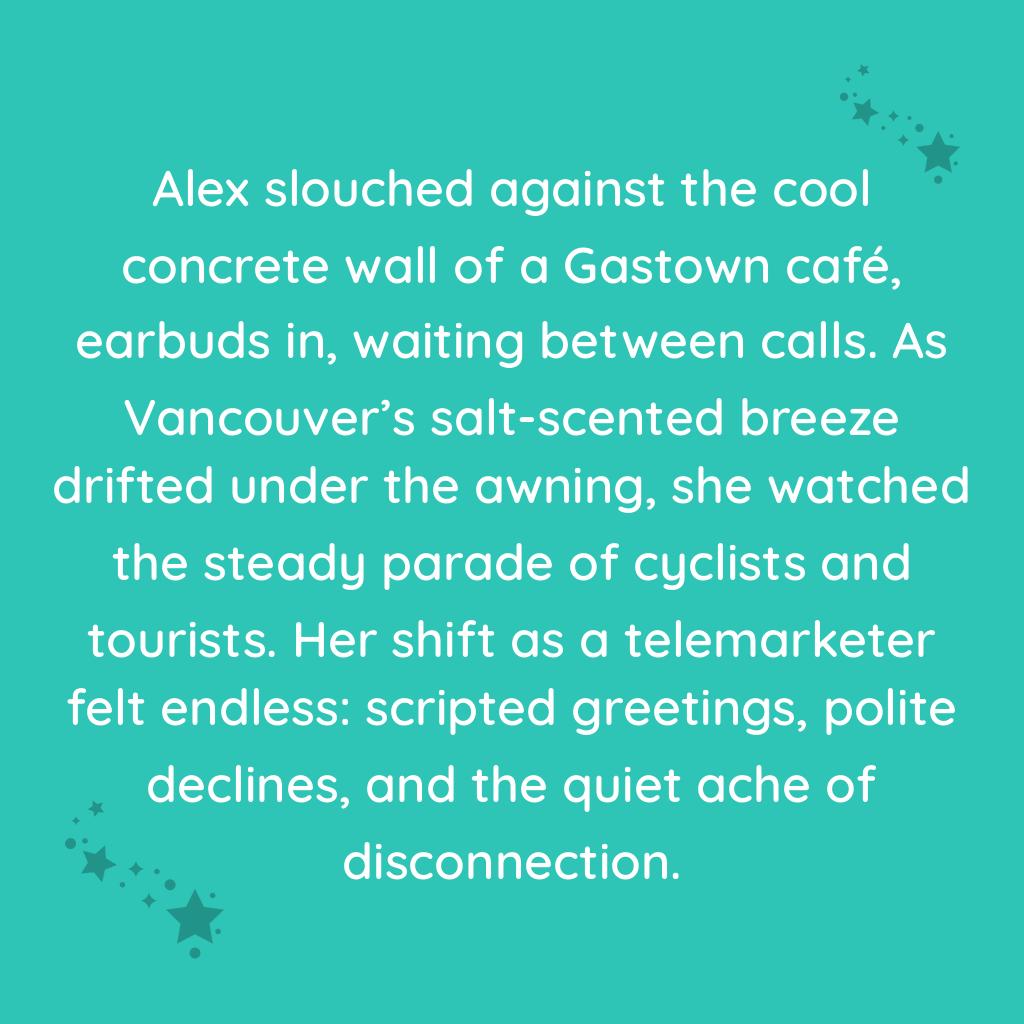 Alex slouched against the cool
concrete wall of a Gastown café,
earbuds in, waiting between calls. As
Vancouver’s salt-scented breeze
drifted under the awning, she watched
the steady parade of cyclists and
tourists. Her shift as a telemarketer
felt endless: scripted greetings, polite
declines, and the quiet ache of
disconnection.